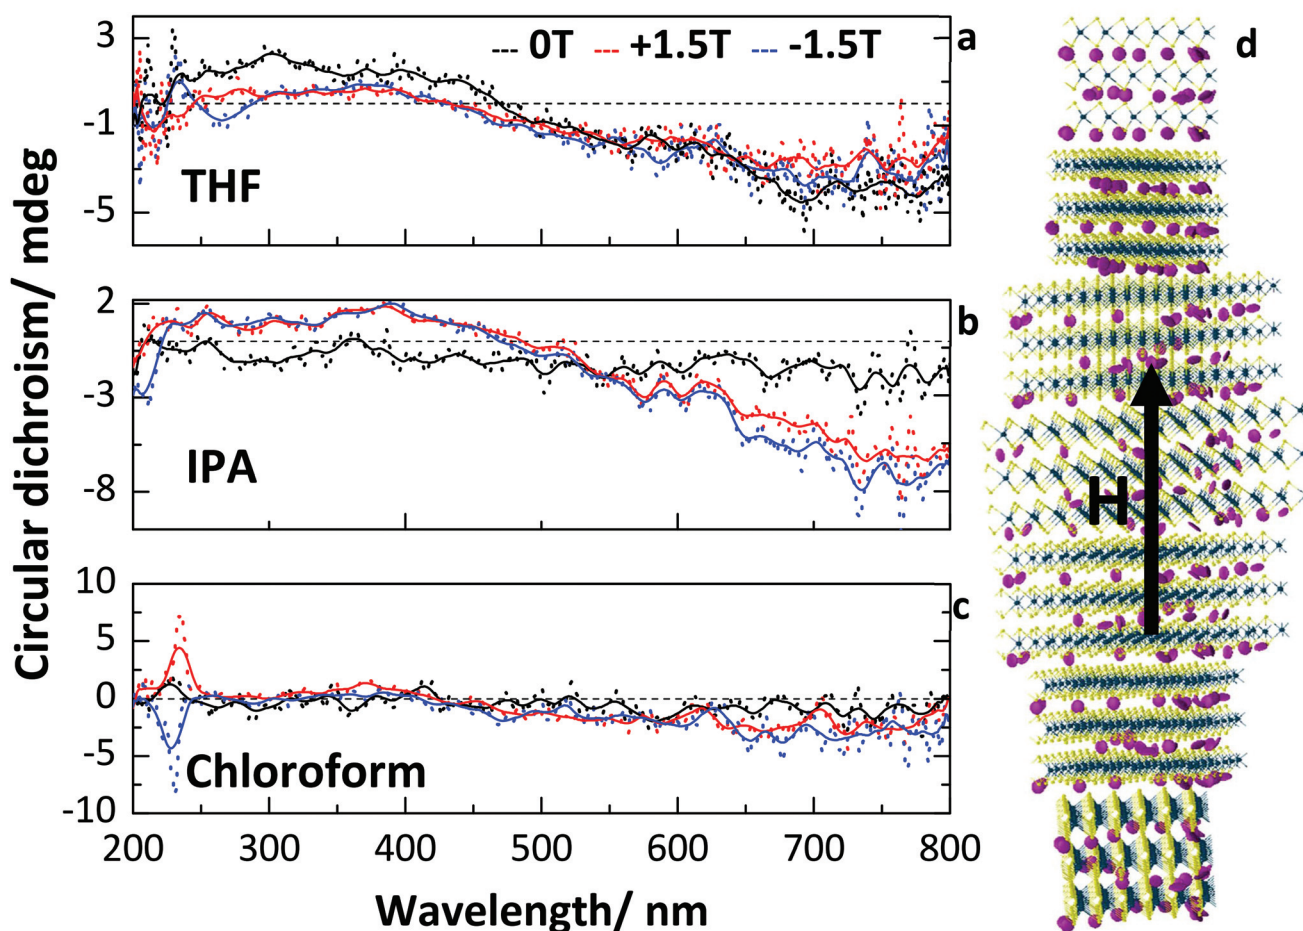 Circular dichroism/ mdeg
3
-1
-5
0T +1.5T -1.5T
a
THF
2
-3
-8
b
IPA
10
5
0
-5
-10
c
Chloroform
200 300 400 500 600 700 800
Wavelength/ nm
d
H